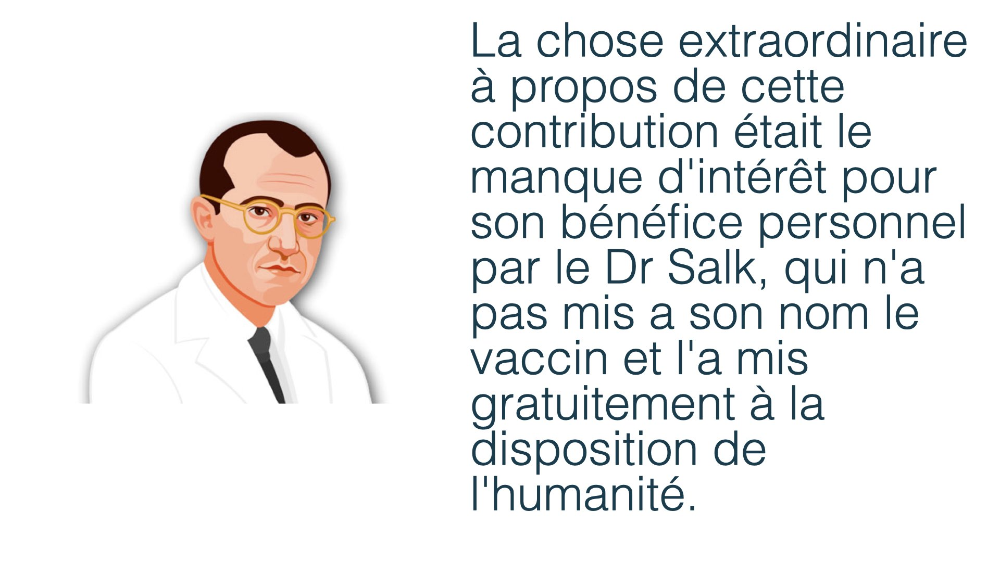 La chose extraordinaire
à propos de cette
contribution était le
manque d'intérêt pour
son bénéfice personnel
par le Dr Salk, qui n'a
pas mis a son nom le
vaccin et l'a mis
gratuitement à la
disposition de
l'humanité.